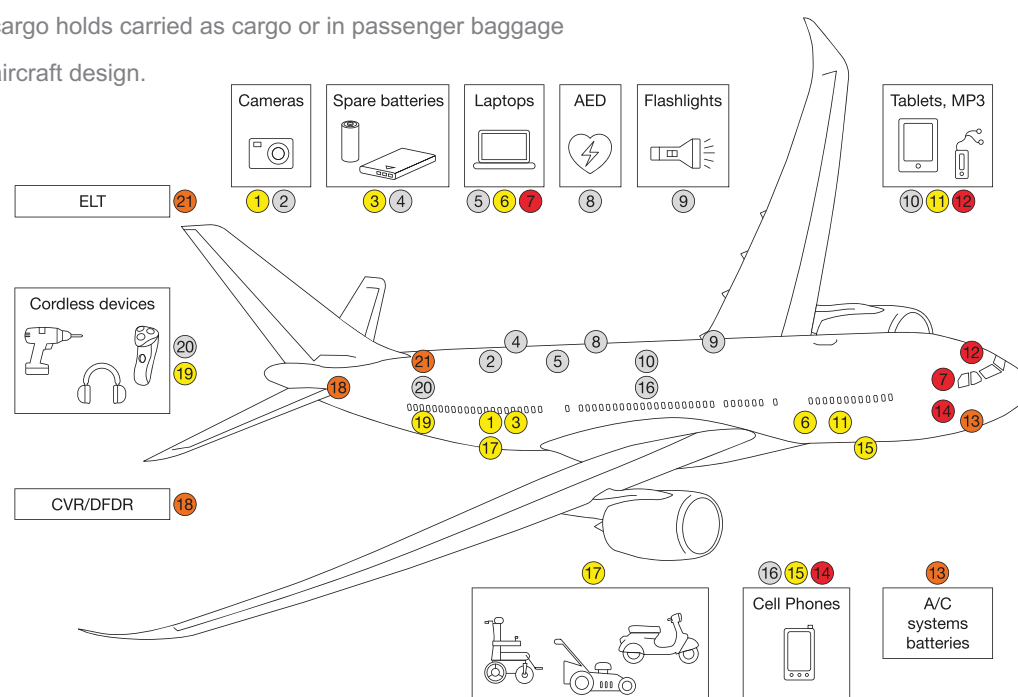 cargo holds carried as cargo or in passenger baggage
aircraft design.
Cameras
1 2
Spare batteries
3 4
Laptops
5 6 7
AED
8
Flashlights
9
Tablets, MP3
10 11 12
ELT 21
Cordless devices
20
19
CVR/DFDR 18
4 8 9
21 2 5 10 12
18 20 16 7
19 1 3 6 11 14 13
17 15
17
16 15 14
Cell Phones
13
A/C
systems
batteries